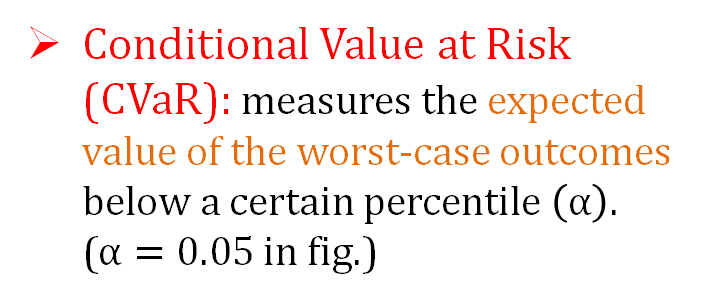 ➢ Conditional Value at Risk
(CVaR): measures the expected
value of the worst-case outcomes
below a certain percentile (α).
(α = 0.05 in fig.)